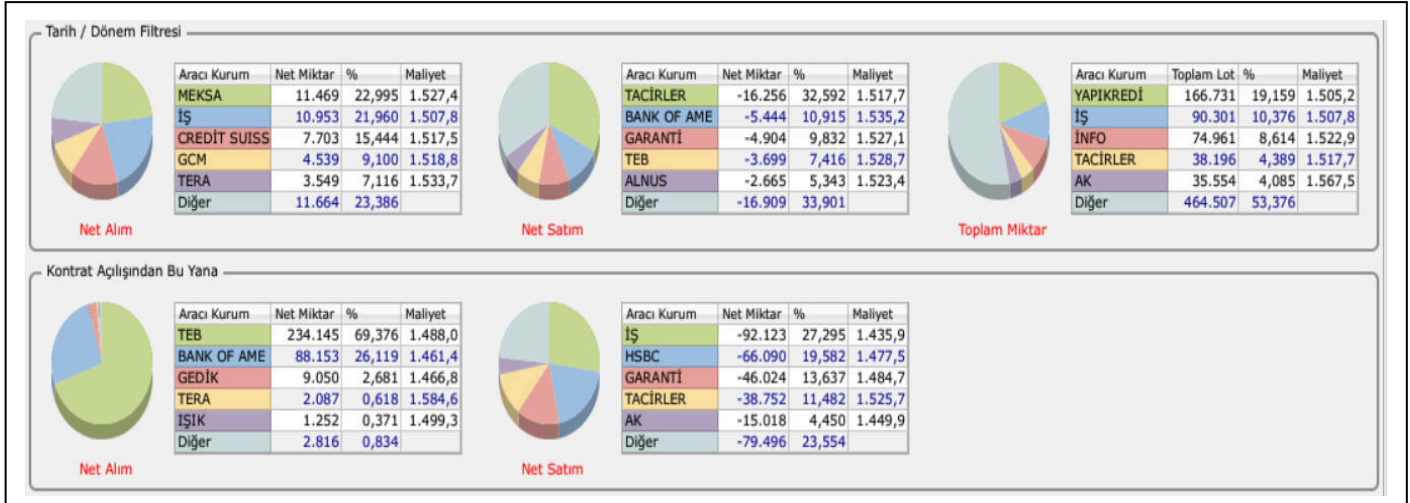 Tarih / Dönem Filtresi
Aracı Kurum Net Miktar % Maliyet
MEKSA 11.469 22,995 1.527,4
İŞ 10.953 21,960 1.507,8
CREDİT SUISS 7.703 15,444 1.517,5
GCM 4.539 9,100 1.518,8
TERA 3.549 7,116 1.533,7
Diğer 11.664 23,386
Net Alım
Aracı Kurum Net Miktar % Maliyet
TACİRLER -16.256 32,592 1.517,7
BANK OF AME -5.444 10,915 1.535,2
GARANTİ -4.904 9,832 1.527,1
TEB -3.699 7,416 1.528,7
ALNUS -2.665 5,343 1.523,4
Diğer -16.909 33,901
Net Satım
Aracı Kurum Toplam Lot % Maliyet
YAPIKREDİ 166.731 19,159 1.505,2
İŞ 90.301 10,376 1.507,8
İNFO 74.961 8,614 1.522,9
TACİRLER 38.196 4,389 1.517,7
AK 35.554 4,085 1.567,5
Diğer 464.507 53,376
Toplam Miktar
Kontrat Açılışından Bu Yana
Aracı Kurum Net Miktar % Maliyet
TEB 234.145 69,376 1.488,0
BANK OF AME 88.153 26,119 1.461,4
GEDİK 9.050 2,681 1.466,8
TERA 2.087 0,618 1.584,6
IŞIK 1.252 0,371 1.499,3
Diğer 2.816 0,834
Net Alım
Aracı Kurum Net Miktar % Maliyet
İŞ -92.123 27,295 1.435,9
HSBC -66.090 19,582 1.477,5
GARANTİ -46.024 13,637 1.484,7
TACİRLER -38.752 11,482 1.525,7
AK -15.018 4,450 1.449,9
Diğer -79.496 23,554
Net Satım